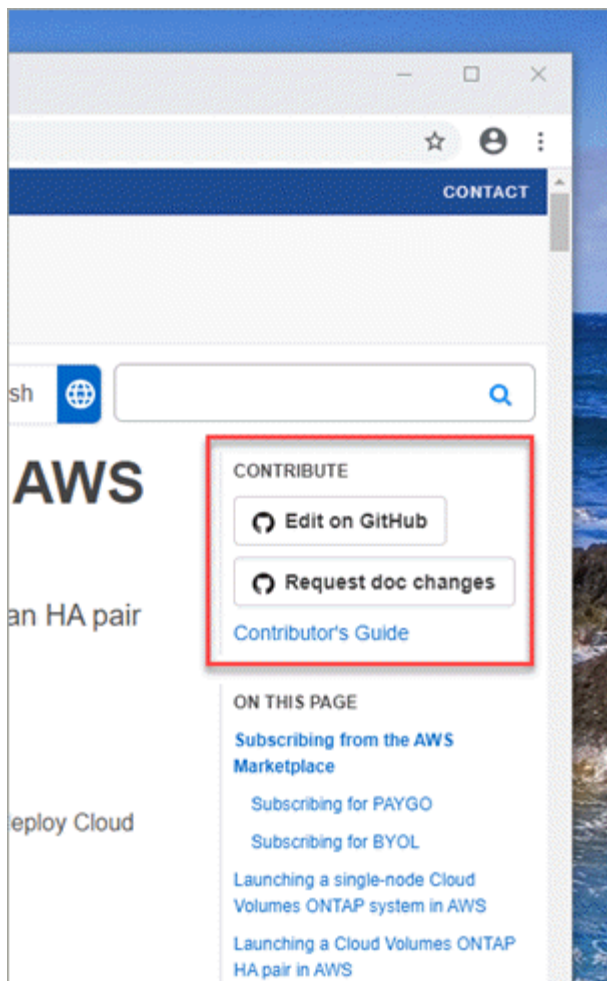 CONTACT
sh
AWS
CONTRIBUTE
Edit on GitHub
Request doc changes
an HA pair
Contributor's Guide
ON THIS PAGE
Subscribing from the AWS
Marketplace
Subscribing for PAYGO
eploy Cloud
Subscribing for BYOL
Launching a single-node Cloud
Volumes ONTAP system in AWS
Launching a Cloud Volumes ONTAP
HA pair in AWS